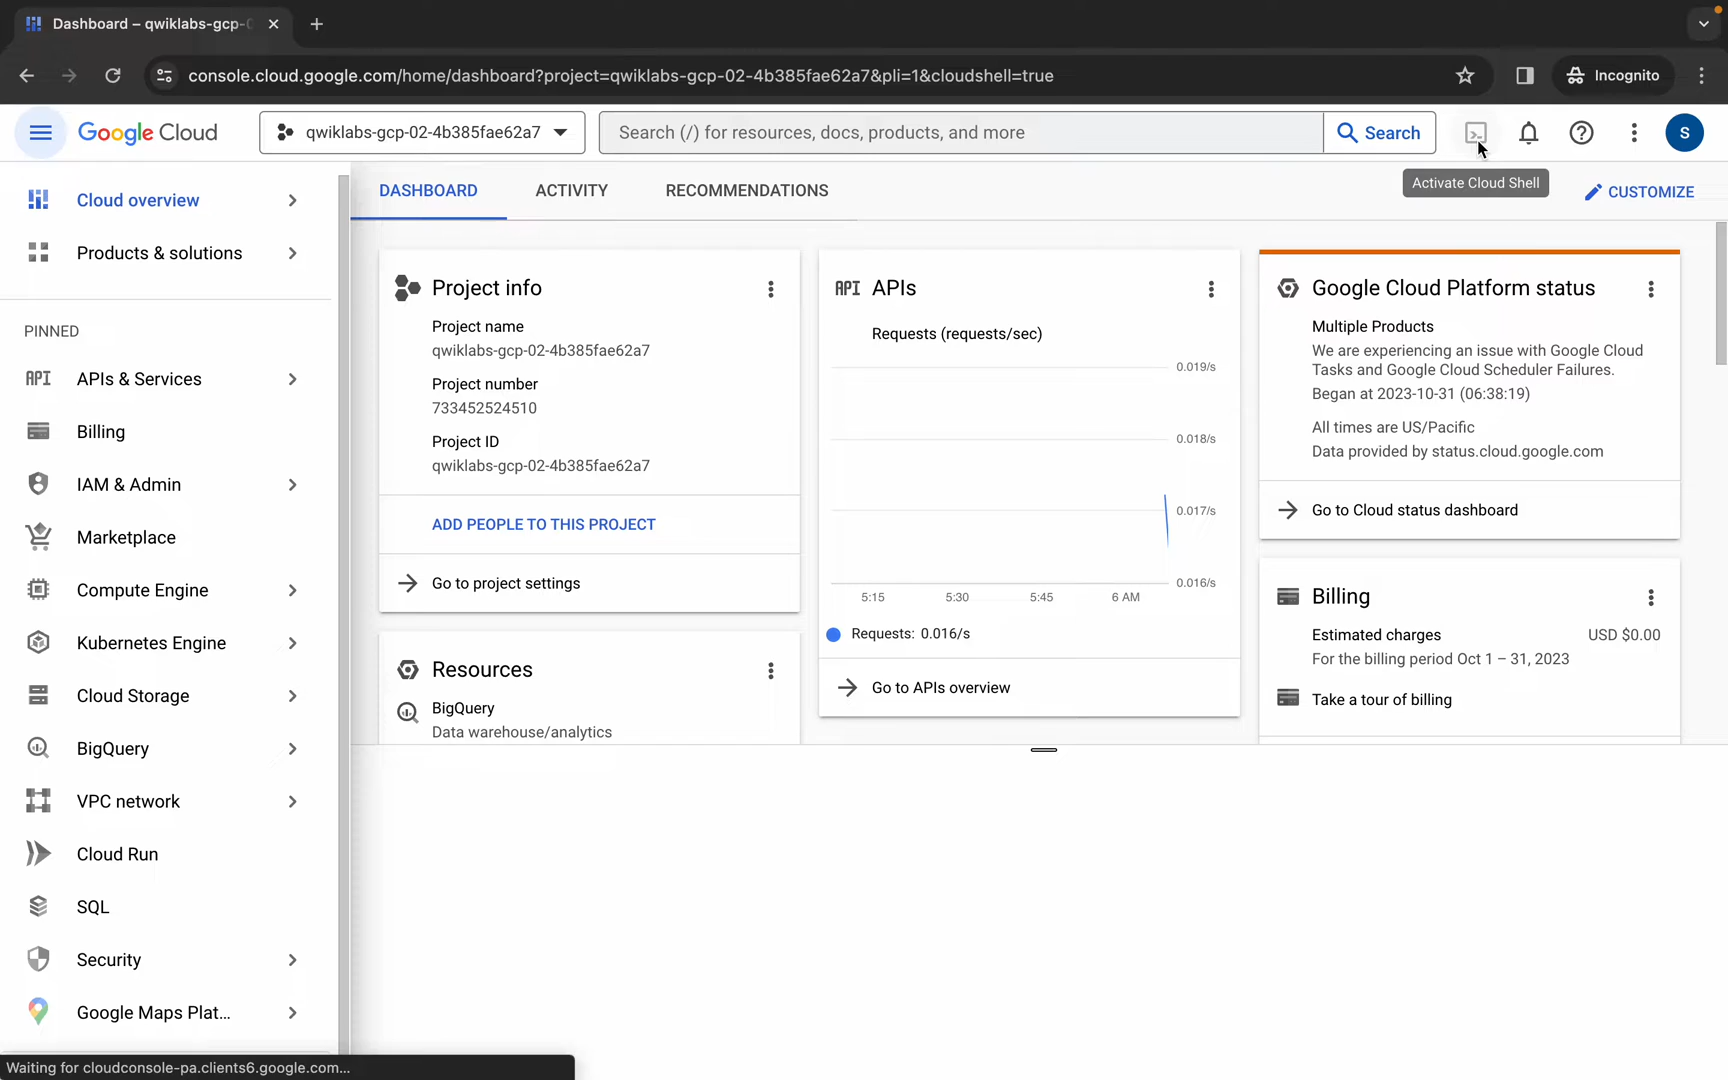 Dashboard – qwiklabs-gcp-0
console.cloud.google.com/home/dashboard?project=qwiklabs-gcp-02-4b385fae62a7&pli=1&cloudshell=true
Incognito
Google Cloud
qwiklabs-gcp-02-4b385fae62a7
Search (/) for resources, docs, products, and more
Search
S
Activate Cloud Shell
Cloud overview
Products & solutions
PINNED
API APIs & Services
Billing
IAM & Admin
Marketplace
Compute Engine
Kubernetes Engine
Cloud Storage
BigQuery
VPC network
Cloud Run
SQL
Security
Google Maps Plat...
Waiting for cloudconsole-pa.clients6.google.com...
DASHBOARD
ACTIVITY
RECOMMENDATIONS
CUSTOMIZE
Project info
Project name
qwiklabs-gcp-02-4b385fae62a7
Project number
733452524510
Project ID
qwiklabs-gcp-02-4b385fae62a7
ADD PEOPLE TO THIS PROJECT
Go to project settings
Resources
BigQuery
Data warehouse/analytics
API APIs
Requests (requests/sec)
0.019/s
0.018/s
0.017/s
0.016/s
5:15 5:30 5:45 6 AM
Requests: 0.016/s
Go to APIs overview
Google Cloud Platform status
Multiple Products
We are experiencing an issue with Google Cloud
Tasks and Google Cloud Scheduler Failures.
Began at 2023-10-31 (06:38:19)
All times are US/Pacific
Data provided by status.cloud.google.com
Go to Cloud status dashboard
Billing
Estimated charges USD $0.00
For the billing period Oct 1 – 31, 2023
Take a tour of billing